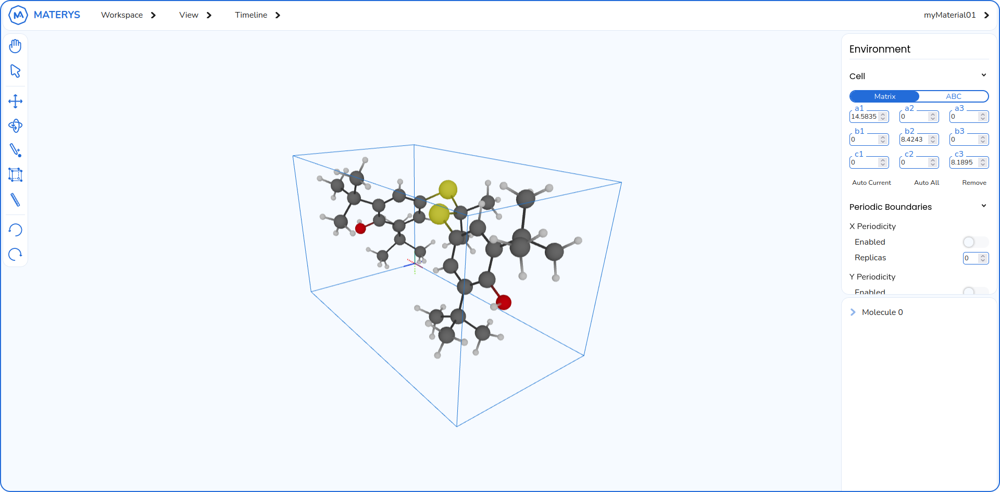 MATERYS Workspace View Timeline myMaterial01
Environment
Cell
Matrix ABC
a1 a2 a3
14.5835 0 0
b1 b2 b3
0 8.4243 0
c1 c2 c3
0 0 8.1895
Auto Current Auto All Remove
Periodic Boundaries
X Periodicity
Enabled
Replicas 0
Y Periodicity
Enabled
Molecule 0